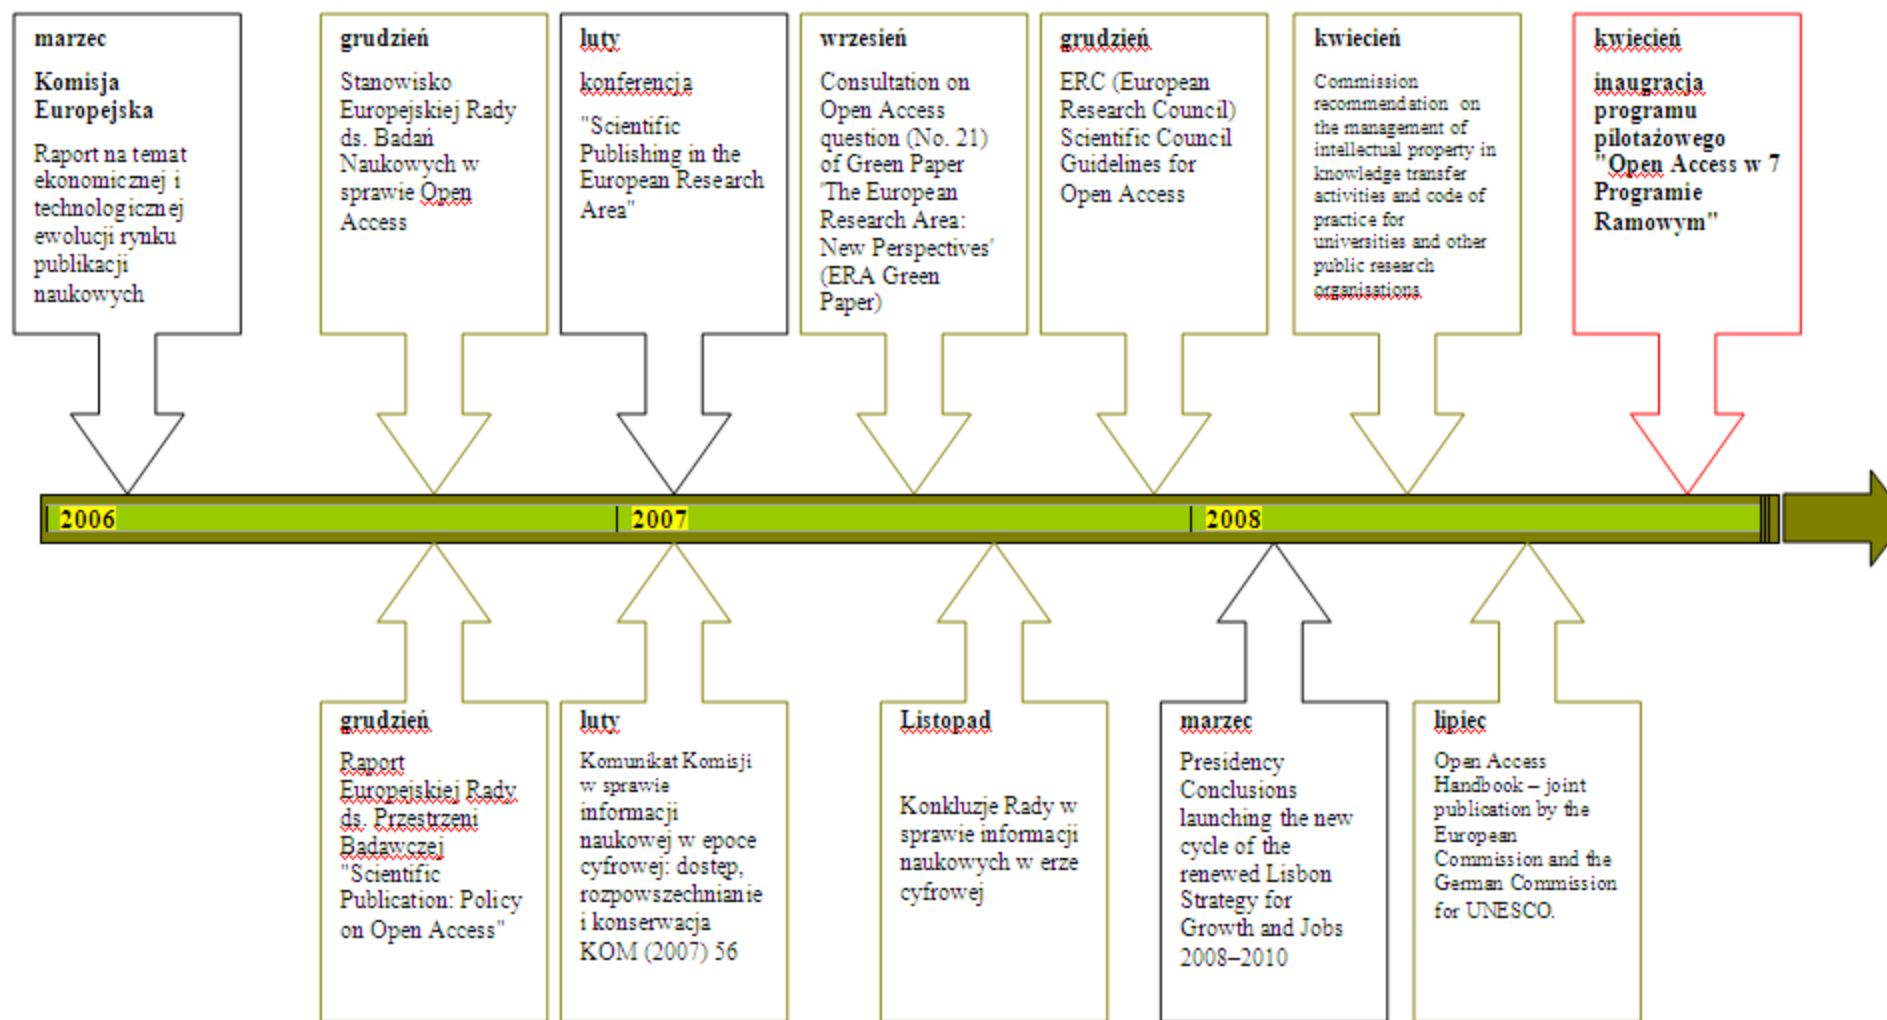 marzec
Komisja
Europejska
Raport na temat
ekonomicznej i
technologicznej
ewolucji rynku
publikacji
naukowych
grudzień
Stanowisko
Europejskiej Rady
ds. Badań
Naukowych w
sprawie Open
Access
luty
konferencja
"Scientific
Publishing in the
European Research
Area"
wrzesień
Consultation on
Open Access
question (No. 21)
of Green Paper
'The European
Research Area:
New Perspectives'
(ERA Green
Paper)
grudzień
ERC (European
Research Council)
Scientific Council
Guidelines for
Open Access
kwiecień
Commission
recommendation on
the management of
intellectual property in
knowledge transfer
activities and code of
practice for
universities and other
public research
organisations
kwiecień
inaugracja
programu
pilotażowego
"Open Access w 7
Programie
Ramowym"
2006
2007
2008
grudzień
Raport
Europejskiej Rady
ds. Przestrzeni
Badawczej
"Scientific
Publication: Policy
on Open Access"
luty
Komunikat Komisji
w sprawie
informacji
naukowej w epoce
cyfrowej: dostęp,
rozpowszechnianie
i konserwacja
KOM (2007) 56
Listopad
Konkluzje Rady w
sprawie informacji
naukowych w erze
cyfrowej
marzec
Presidency
Conclusions
launching the new
cycle of the
renewed Lisbon
Strategy for
Growth and Jobs
2008–2010
lipiec
Open Access
Handbook – joint
publication by the
European
Commission and the
German Commission
for UNESCO.